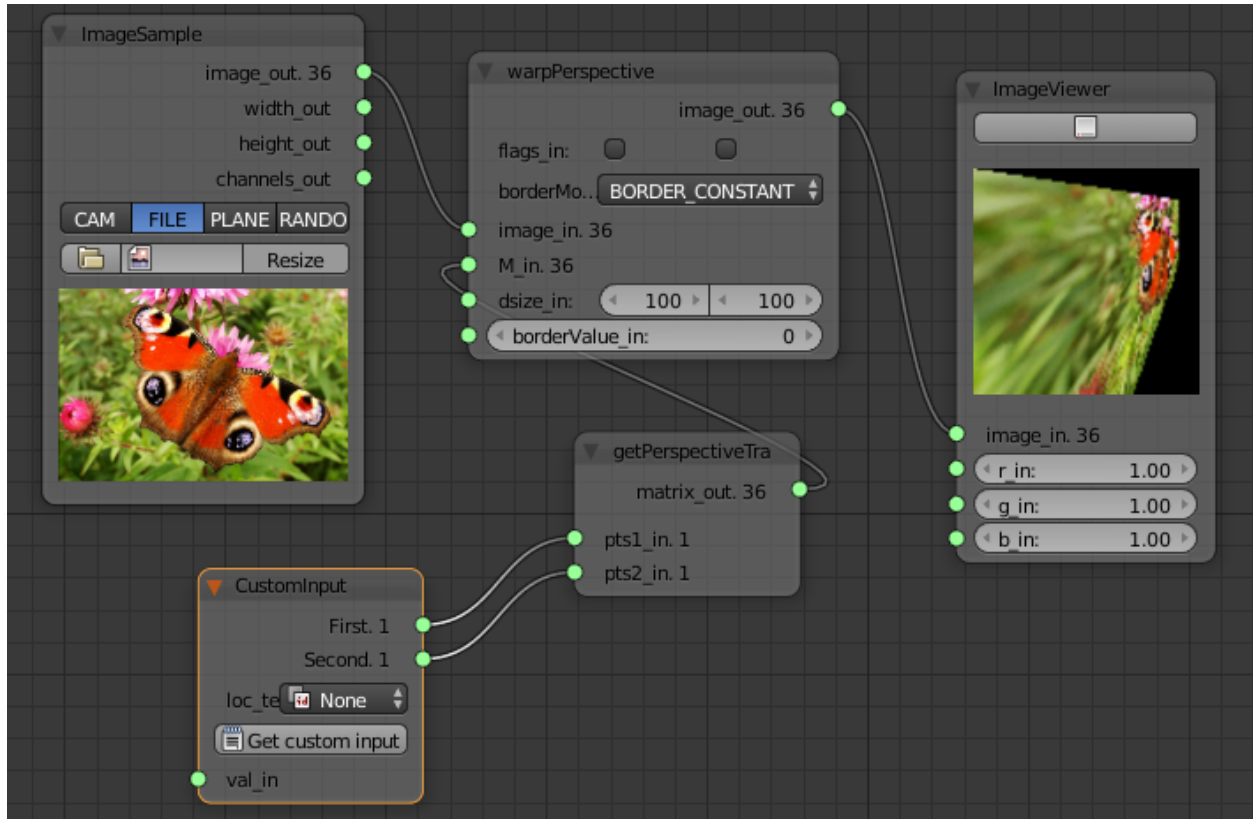 ImageSample
image_out. 36
width_out
height_out
channels_out
CAM FILE PLANE RANDO
Resize
warpPerspective
image_out. 36
flags_in:
borderMo... BORDER_CONSTANT
image_in. 36
M_in. 36
dsize_in: 100 100
borderValue_in: 0
ImageViewer
image_in. 36
r_in: 1.00
g_in: 1.00
b_in: 1.00
getPerspectiveTra
matrix_out. 36
pts1_in. 1
pts2_in. 1
CustomInput
First. 1
Second. 1
loc_te None
Get custom input
val_in